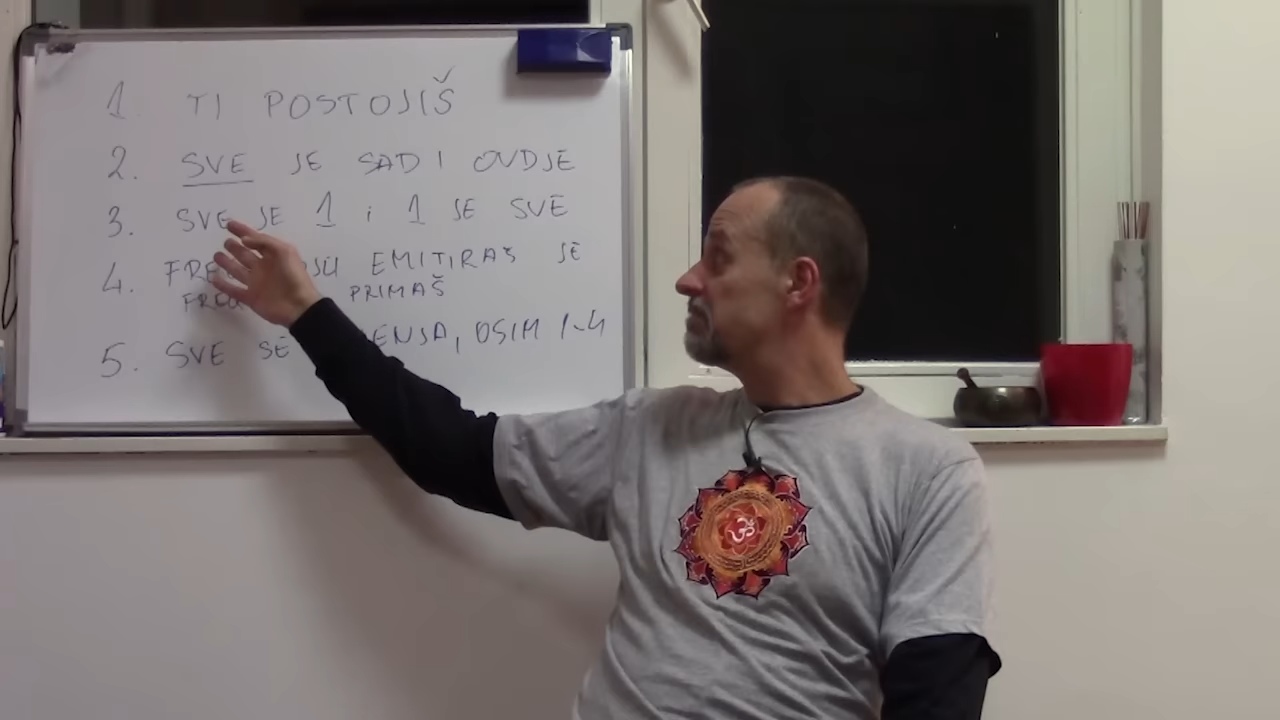 1. TI POSTOJIŠ
2. SVE JE SAD I OVDJE
3. SVE JE 1 i 1 JE SVE
4. EMITIRAŠ JE
PRIMAŠ
5. SVE SE OSIM 1-4
ॐ